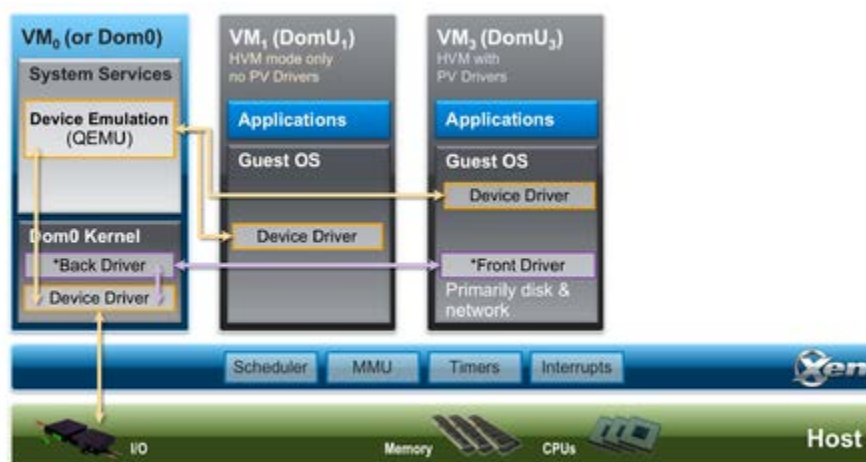 VM₀ (or Dom0)
System Services
Device Emulation
(QEMU)
Dom0 Kernel
*Back Driver
Device Driver
VM₁ (DomU₁)
HVM mode only
no PV Drivers
Applications
Guest OS
Device Driver
VM₃ (DomU₃)
HVM with
PV Drivers
Applications
Guest OS
Device Driver
*Front Driver
Primarily disk &
network
Scheduler
MMU
Timers
Interrupts
Xen
I/O
Memory
CPUs
Host